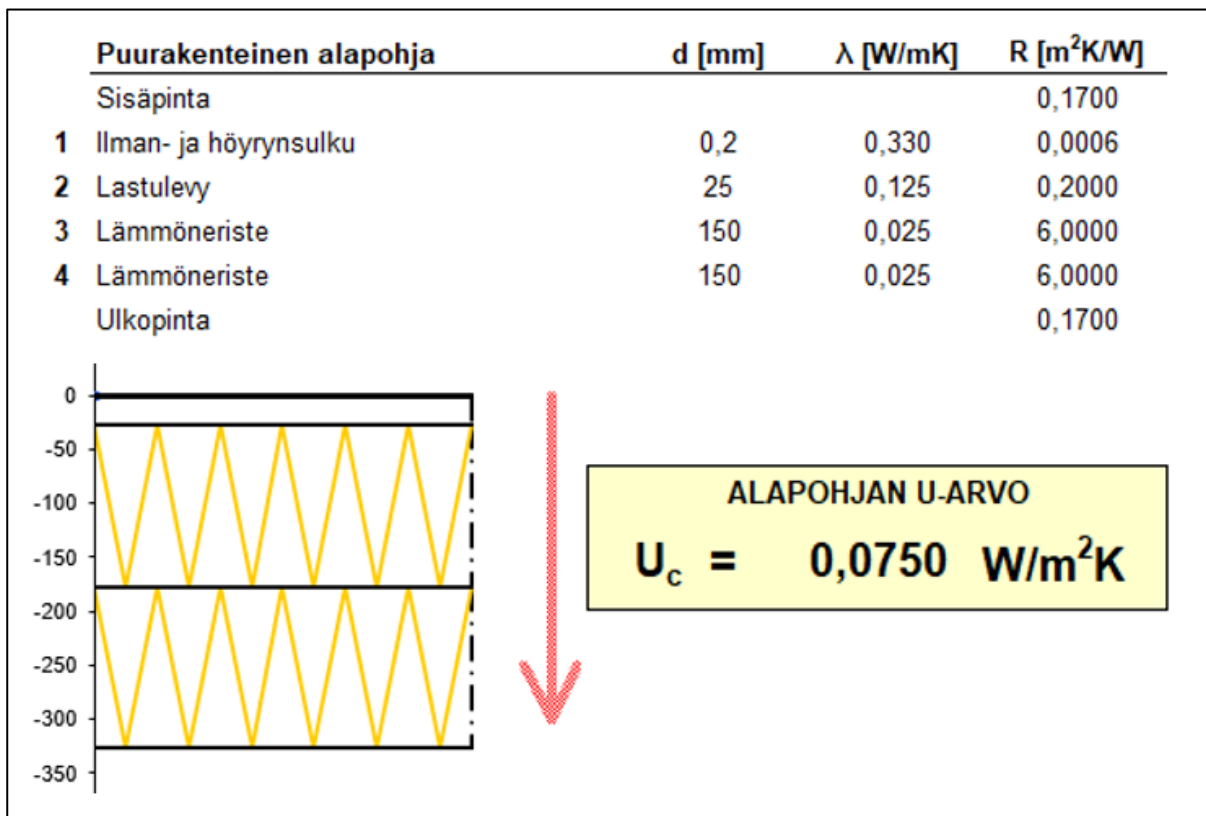 Puurakenteinen alapohja d [mm] λ [W/mK] R [m²K/W]
Sisäpinta 0,1700
1 Ilman- ja höyrynsulku 0,2 0,330 0,0006
2 Lastulevy 25 0,125 0,2000
3 Lämmöneriste 150 0,025 6,0000
4 Lämmöneriste 150 0,025 6,0000
Ulkopinta 0,1700
0
-50
-100
-150
-200
-250
-300
-350
ALAPOHJAN U-ARVO
U_c = 0,0750 W/m²K